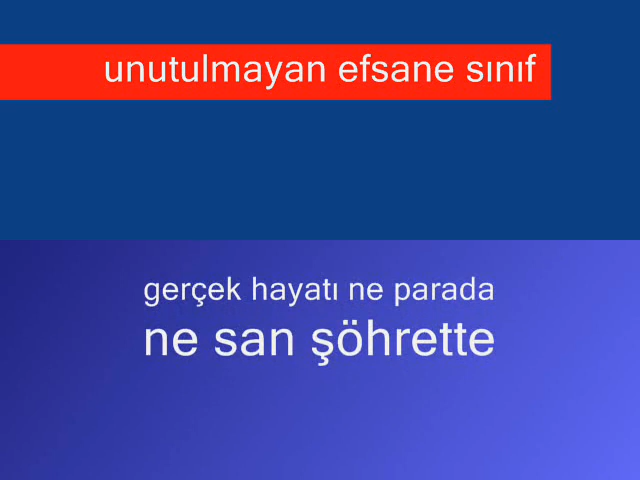 unutulmayan efsane sınıf
gerçek hayatı ne parada
ne san şöhrette